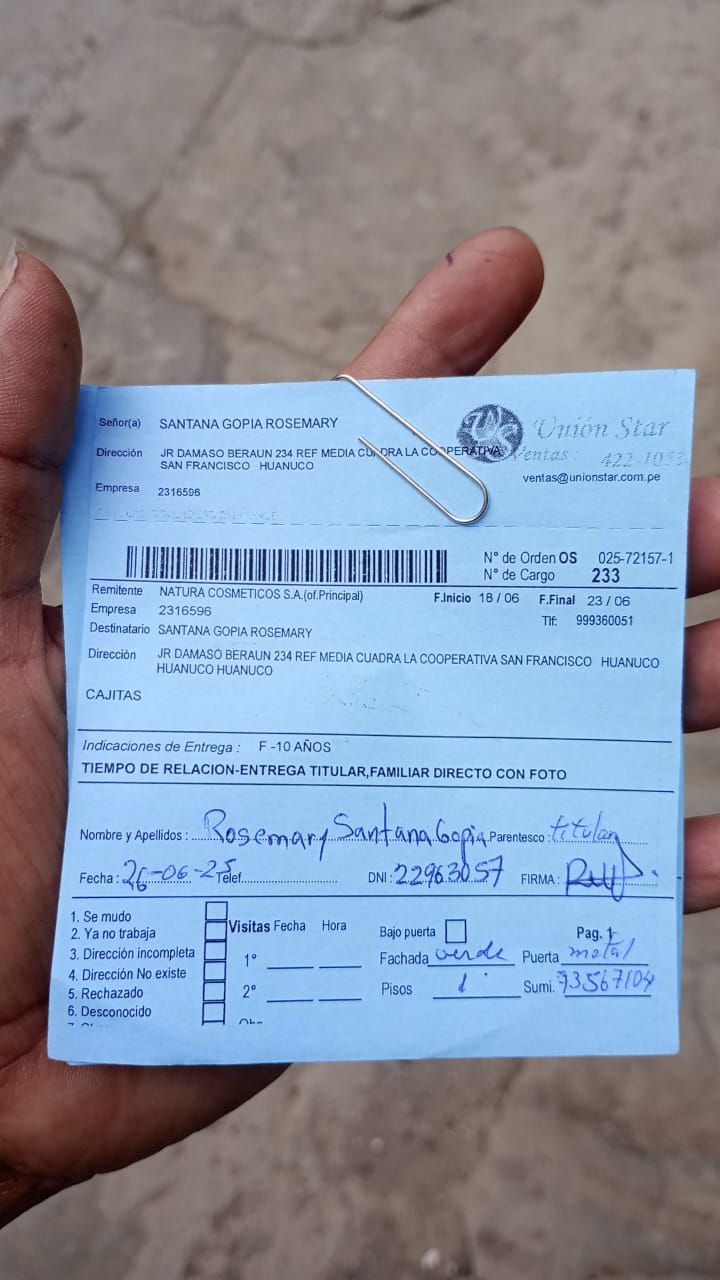 Señor(a) SANTANA GOPIA ROSEMARY
Unión Star
Dirección JR DAMASO BERAUN 234 REF MEDIA CUADRA LA COOPERATIVA
Ventas :
SAN FRANCISCO HUANUCO
ventas@unionstar.com.pe
Empresa 2316596
N° de Orden OS 025-72157-1
N° de Cargo 233
Remitente NATURA COSMETICOS S.A.(of.Principal) F.Inicio 18 / 06 F.Final 23 / 06
Empresa 2316596 Tlf: 999360051
Destinatario SANTANA GOPIA ROSEMARY
Dirección JR DAMASO BERAUN 234 REF MEDIA CUADRA LA COOPERATIVA SAN FRANCISCO HUANUCO
HUANUCO HUANUCO
CAJITAS
Indicaciones de Entrega : F -10 AÑOS
TIEMPO DE RELACION-ENTREGA TITULAR,FAMILIAR DIRECTO CON FOTO
Nombre y Apellidos : Rosemary Santana Gopia Parentesco : titular
Fecha : 26-06-25 Telef. DNI : 22963057 FIRMA :
1. Se mudo
2. Ya no trabaja
3. Dirección incompleta
4. Dirección No existe
5. Rechazado
6. Desconocido
Visitas Fecha Hora
1°
2°
Bajo puerta Pag. 1
Fachada verde Puerta metal
Pisos 1 Sumi. 73567104